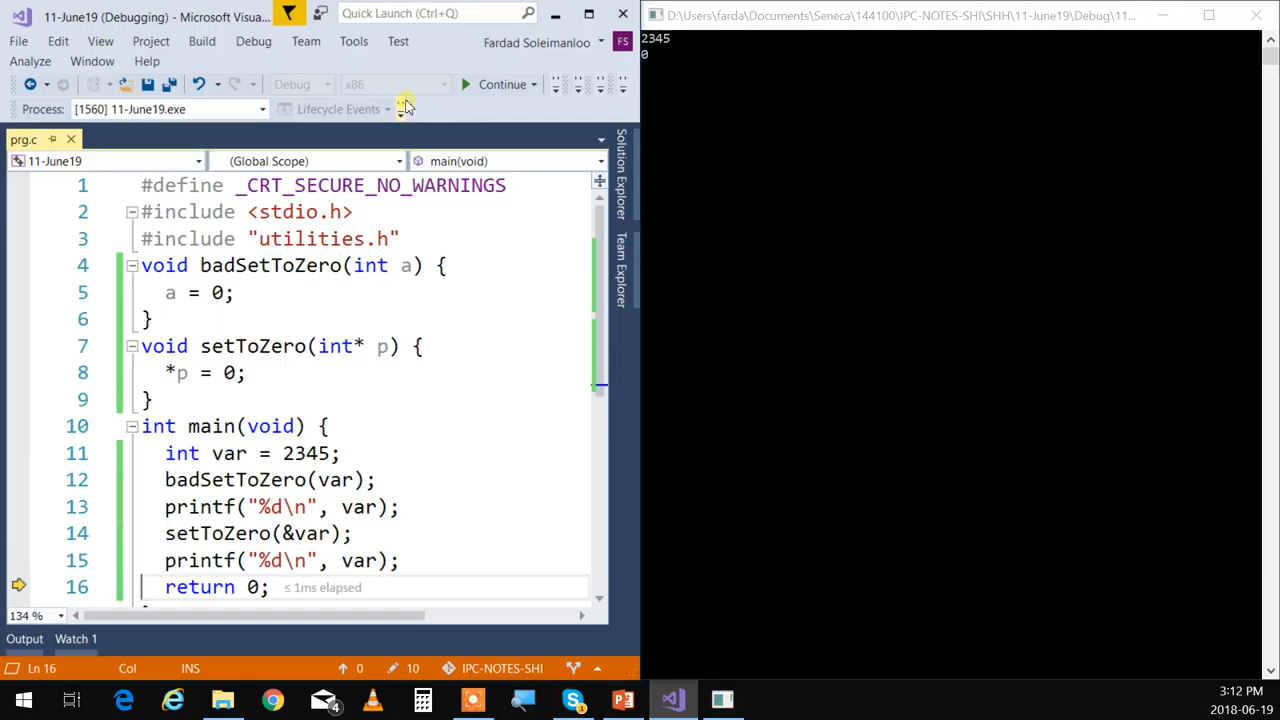 11-June19 (Debugging) - Microsoft Visua...
Quick Launch (Ctrl+Q)
File Edit View Project Build Debug Team Tools Test Fardad Soleimanloo FS
Analyze Window Help
Debug x86 Continue
Process: [1560] 11-June19.exe Lifecycle Events
prg.c
11-June19 (Global Scope) main(void)
1 #define _CRT_SECURE_NO_WARNINGS
2 #include <stdio.h>
3 #include "utilities.h"
4 void badSetToZero(int a) {
5 a = 0;
6 }
7 void setToZero(int* p) {
8 *p = 0;
9 }
10 int main(void) {
11 int var = 2345;
12 badSetToZero(var);
13 printf("%d\n", var);
14 setToZero(&var);
15 printf("%d\n", var);
16 return 0; ≤ 1ms elapsed
134 %
Solution Explorer
Team Explorer
Output Watch 1
Ln 16 Col INS 0 10 IPC-NOTES-SHI
D:\Users\farda\Documents\Seneca\144100\IPC-NOTES-SHI\SHH\11-June19\Debug\11...
2345
0
4
1
3:12 PM
2018-06-19